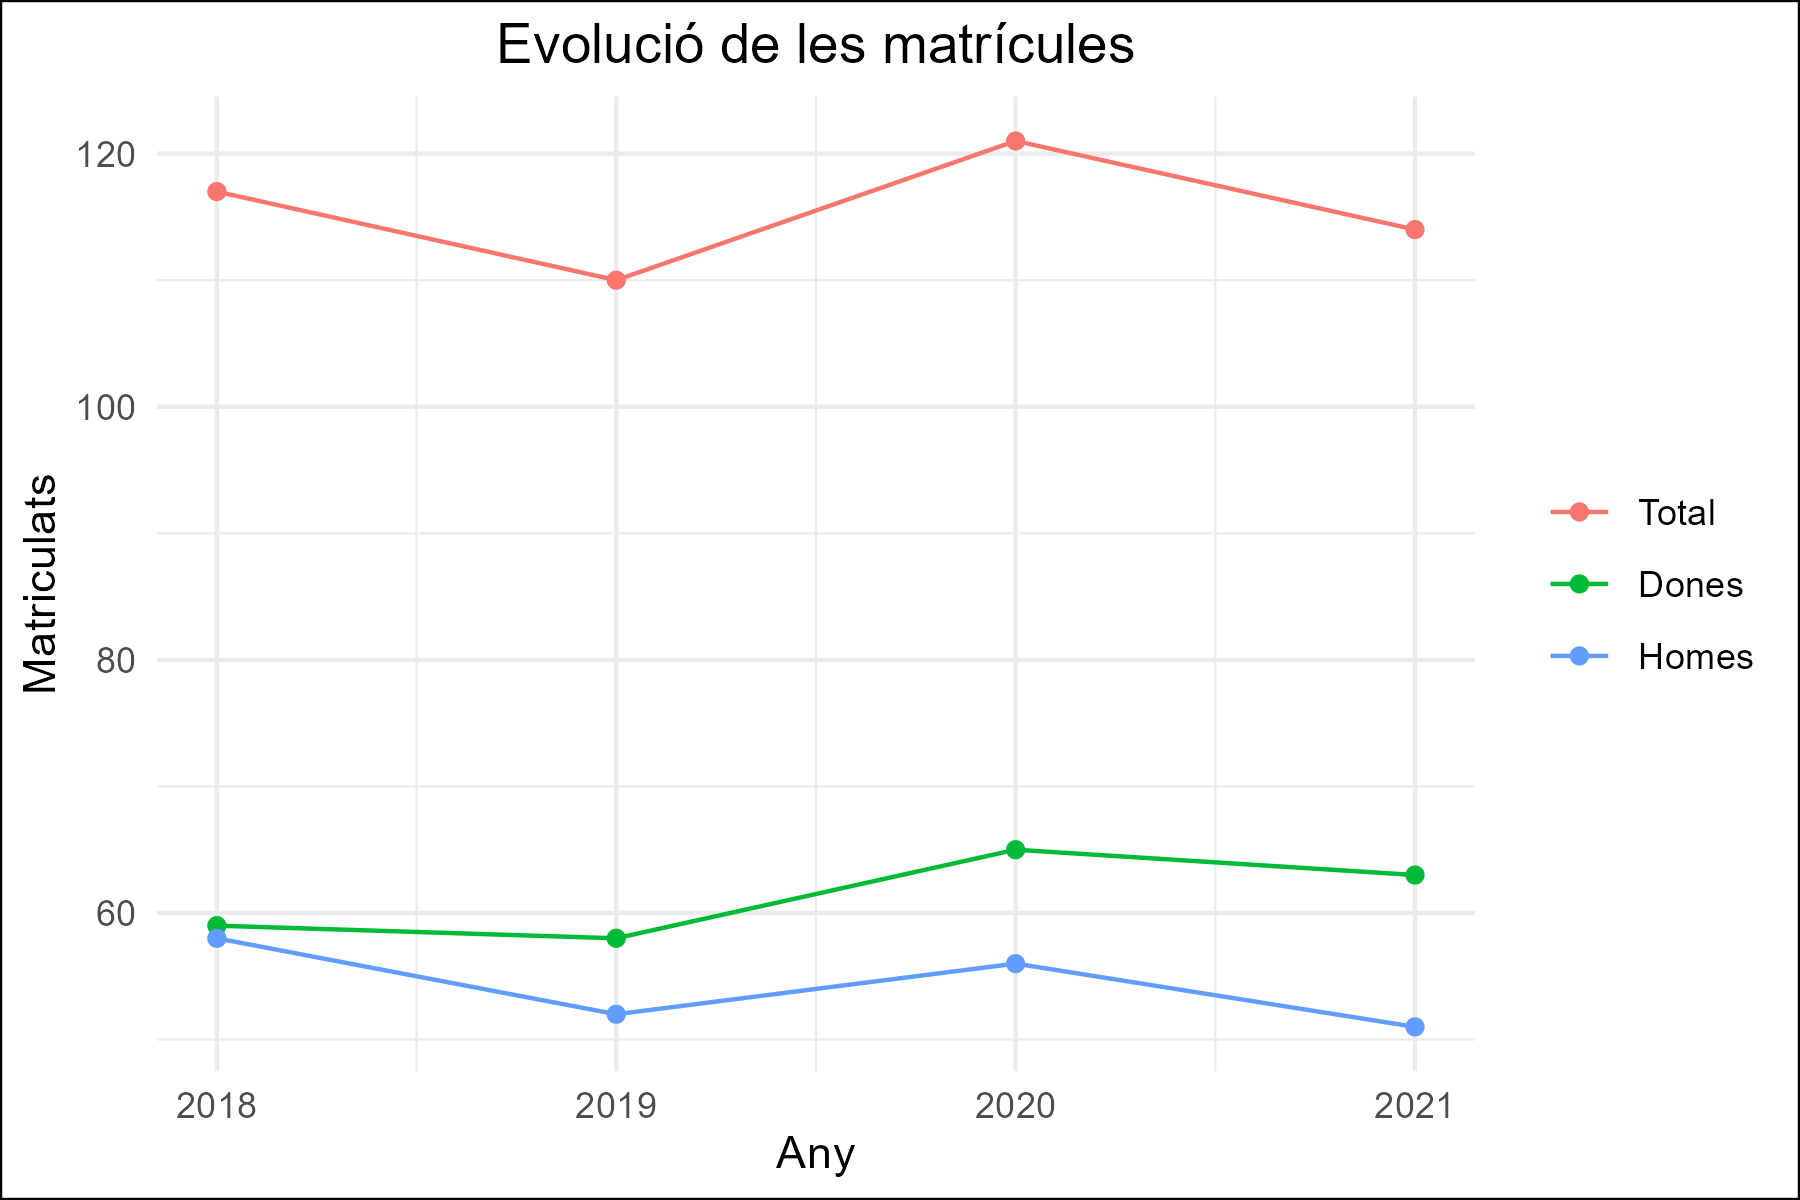 Evolució de les matrícules
120
100
80
60
Matriculats
2018 2019 2020 2021
Any
Total
Dones
Homes